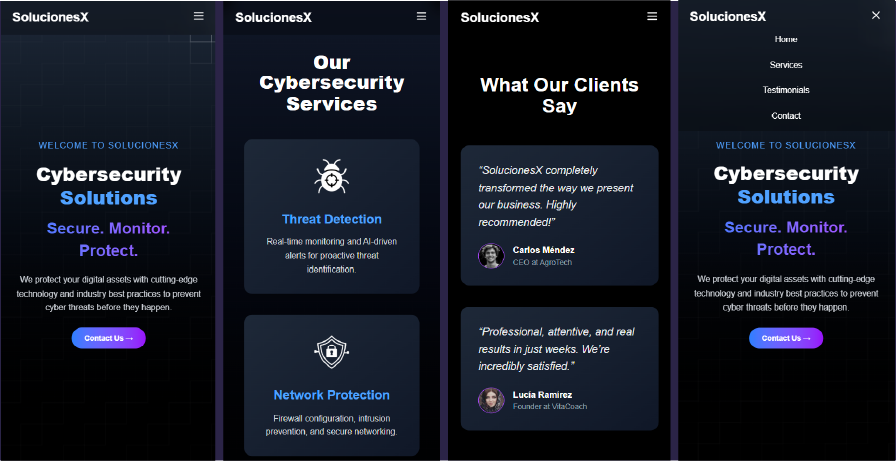 SolucionesX
WELCOME TO SOLUCIONESX
Cybersecurity
Solutions
Secure. Monitor.
Protect.
We protect your digital assets with cutting-edge
technology and industry best practices to prevent
cyber threats before they happen.
Contact Us →
SolucionesX
Our
Cybersecurity
Services
Threat Detection
Real-time monitoring and AI-driven
alerts for proactive threat
identification.
Network Protection
Firewall configuration, intrusion
prevention, and secure networking.
SolucionesX
What Our Clients
Say
“SolucionesX completely
transformed the way we present
our business. Highly
recommended!”
Carlos Méndez
CEO at AgroTech
“Professional, attentive, and real
results in just weeks. We’re
incredibly satisfied.”
Lucía Ramírez
Founder at VitaCoach
SolucionesX
Home
Services
Testimonials
Contact
WELCOME TO SOLUCIONESX
Cybersecurity
Solutions
Secure. Monitor.
Protect.
We protect your digital assets with cutting-edge
technology and industry best practices to prevent
cyber threats before they happen.
Contact Us →